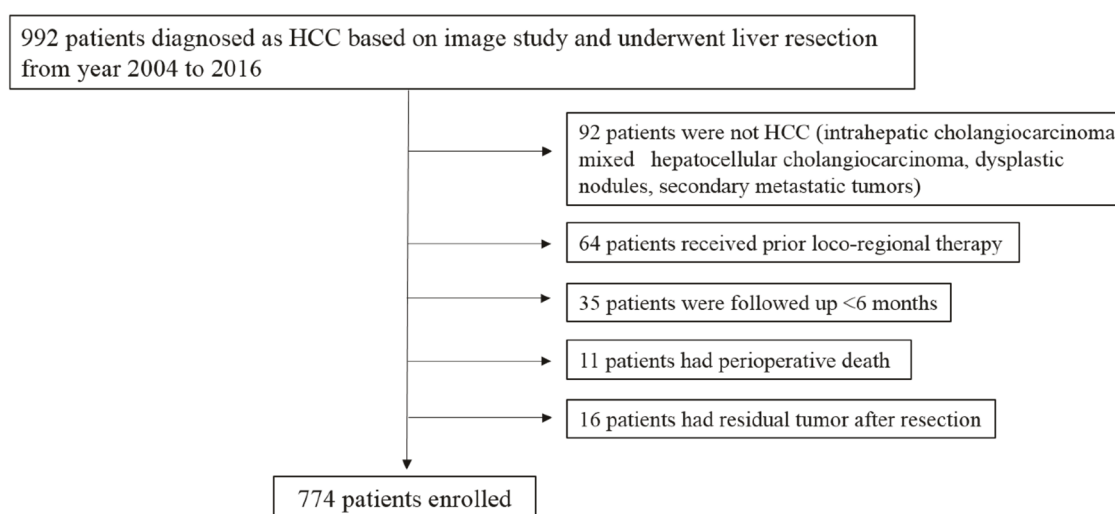 992 patients diagnosed as HCC based on image study and underwent liver resection
from year 2004 to 2016
92 patients were not HCC (intrahepatic cholangiocarcinoma
mixed hepatocellular cholangiocarcinoma, dysplastic
nodules, secondary metastatic tumors)
64 patients received prior loco-regional therapy
35 patients were followed up <6 months
11 patients had perioperative death
16 patients had residual tumor after resection
774 patients enrolled